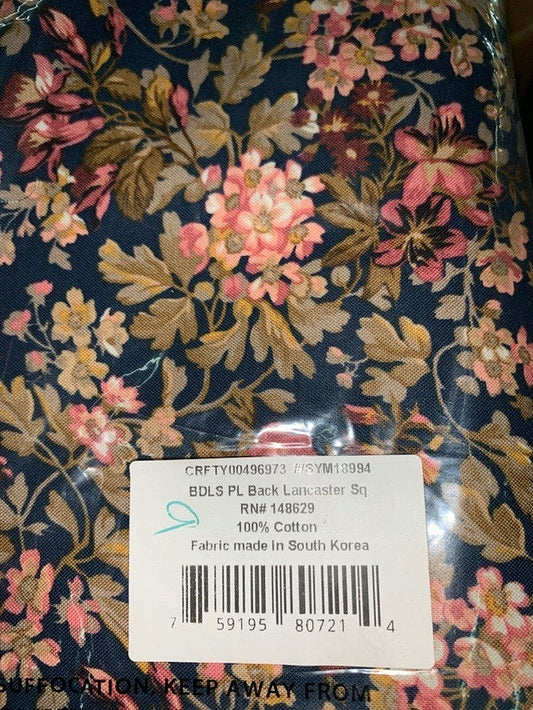 CRFTY00496973 #/SYM18994
BDLS PL Back Lancaster Sq
RN# 148629
100% Cotton
Fabric made in South Korea
7 59195 80721 4
SUFFOCATION, KEEP AWAY FROM